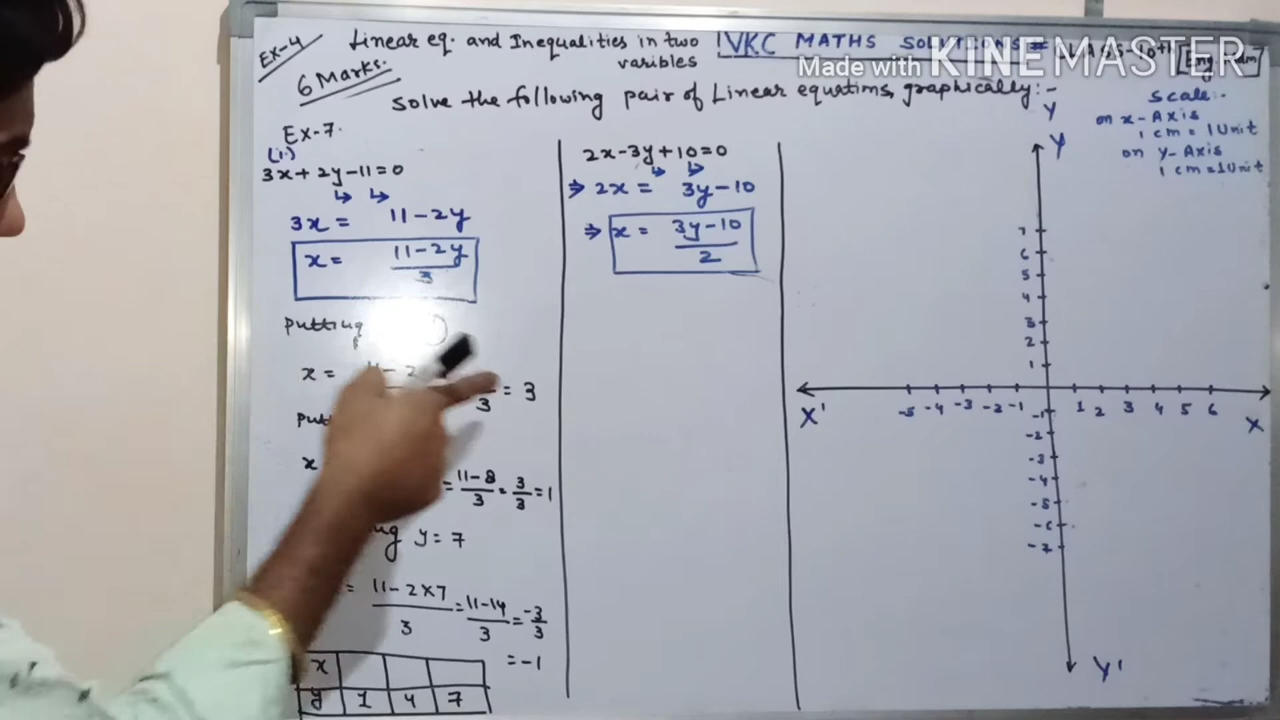 Ex-4
Linear eq. and Inequalities in two
varibles
6 Marks.
VKC MATHS SOLUTIONS
Made with KINEMASTER
Solve the following pair of Linear equations graphically:-
Scale:-
on x-Axis
1 cm = 1 Unit
on y-Axis
1 cm = 1 Unit
Ex-7.
(i)
3x+2y-11=0
3x = 11-2y
x = 11-2y
3
Putting
x =
3 = 3
x
= 11-8 = 3 = 1
3 3
y = 7
= 11-2×7 = 11-14 = -3
3 3 3
= -1
x
y 1 4 7
2x-3y+10=0
⇒ 2x = 3y-10
⇒ x = 3y-10
2
Y
Y
7
6
5
4
3
2
1
X' -5 -4 -3 -2 -1 1 2 3 4 5 6 X
-1
-2
-3
-4
-5
-6
-7
Y'